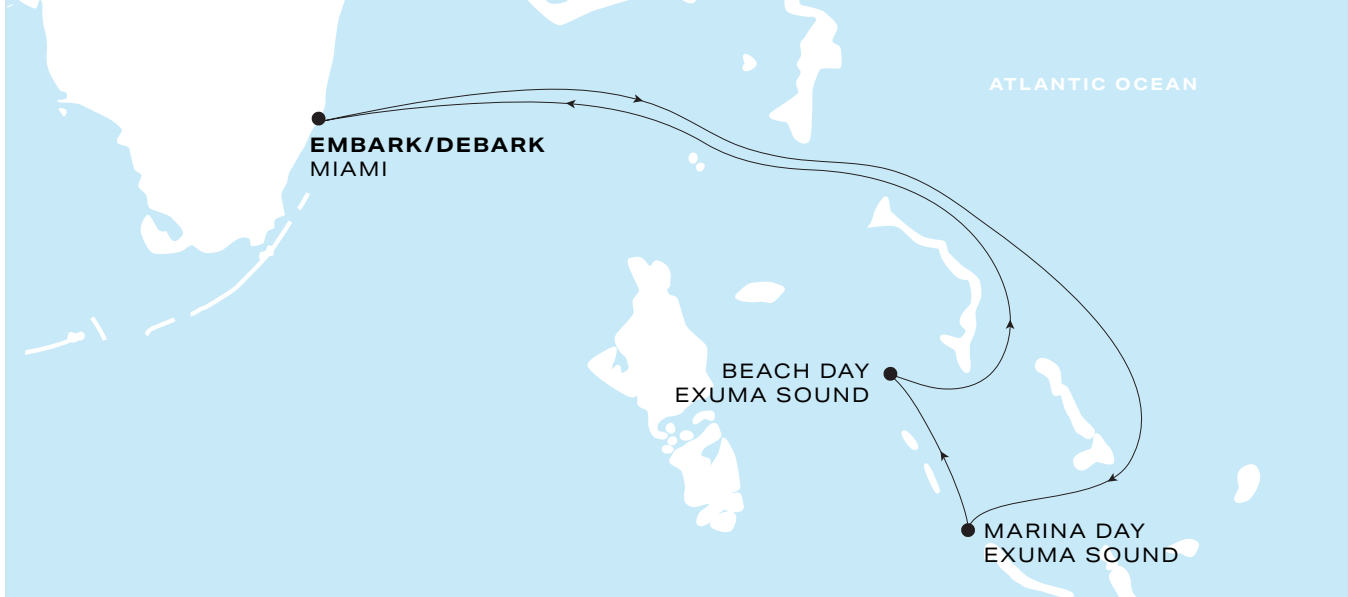 ATLANTIC OCEAN
EMBARK/DEBARK
MIAMI
BEACH DAY
EXUMA SOUND
MARINA DAY
EXUMA SOUND